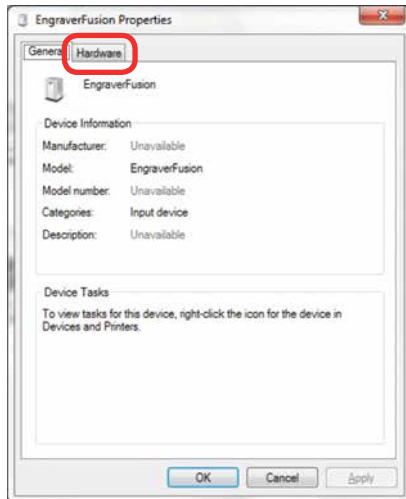 EngraverFusion Properties
General Hardware
EngraverFusion
Device Information
Manufacturer: Unavailable
Model: EngraverFusion
Model number: Unavailable
Categories: Input device
Description: Unavailable
Device Tasks
To view tasks for this device, right-click the icon for the device in
Devices and Printers.
OK Cancel Apply